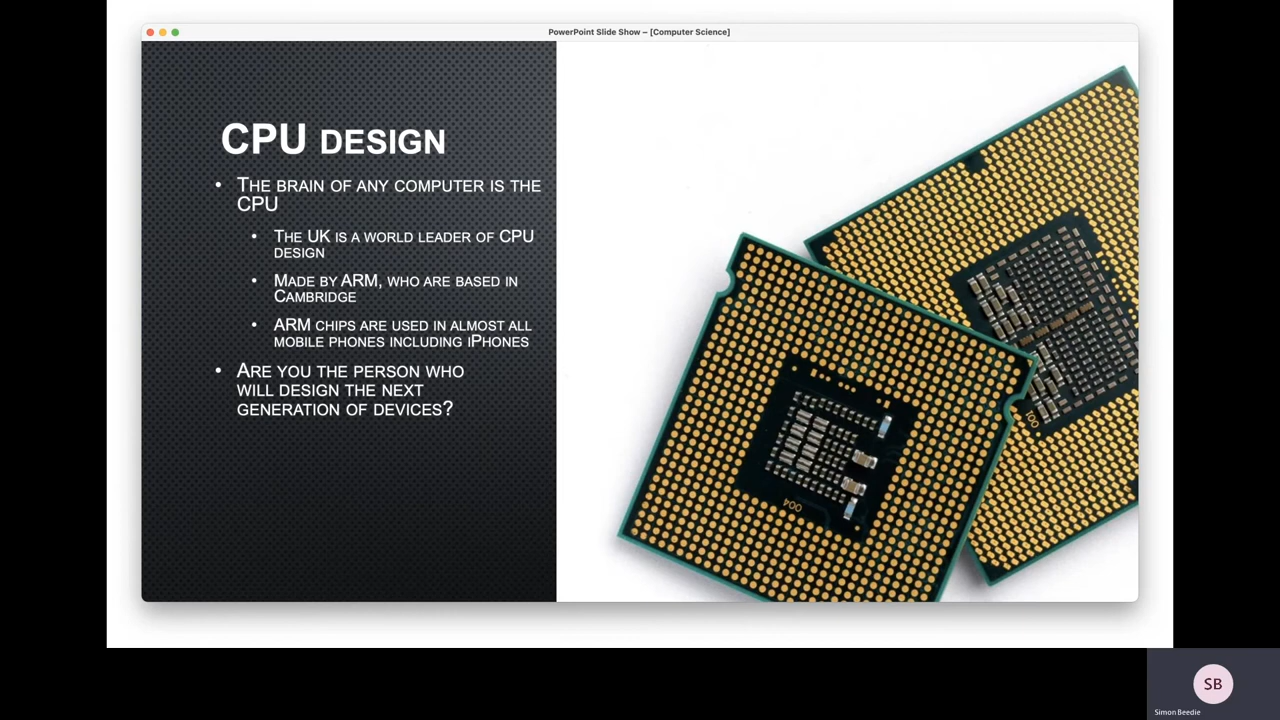 PowerPoint Slide Show – [Computer Science]
CPU DESIGN
• THE BRAIN OF ANY COMPUTER IS THE
CPU
• THE UK IS A WORLD LEADER OF CPU
DESIGN
• MADE BY ARM, WHO ARE BASED IN
CAMBRIDGE
• ARM CHIPS ARE USED IN ALMOST ALL
MOBILE PHONES INCLUDING iPHONES
• ARE YOU THE PERSON WHO
WILL DESIGN THE NEXT
GENERATION OF DEVICES?
001
004
SB
Simon Beedie